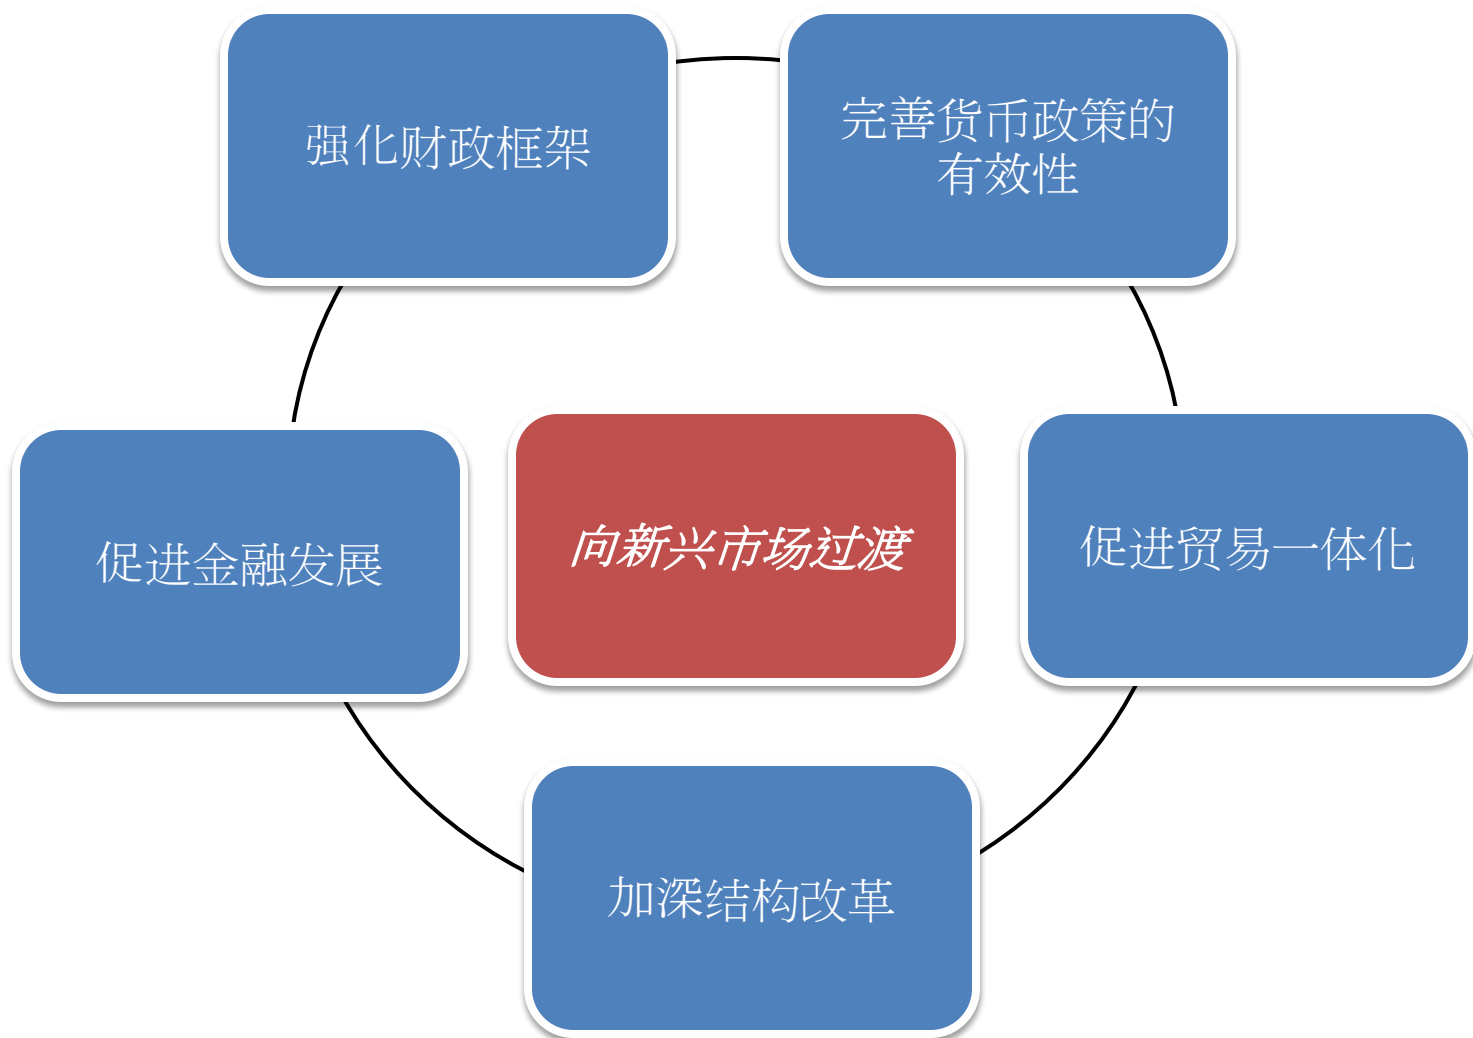 强化财政框架
完善货币政策的
有效性
促进金融发展
向新兴市场过渡
促进贸易一体化
加深结构改革